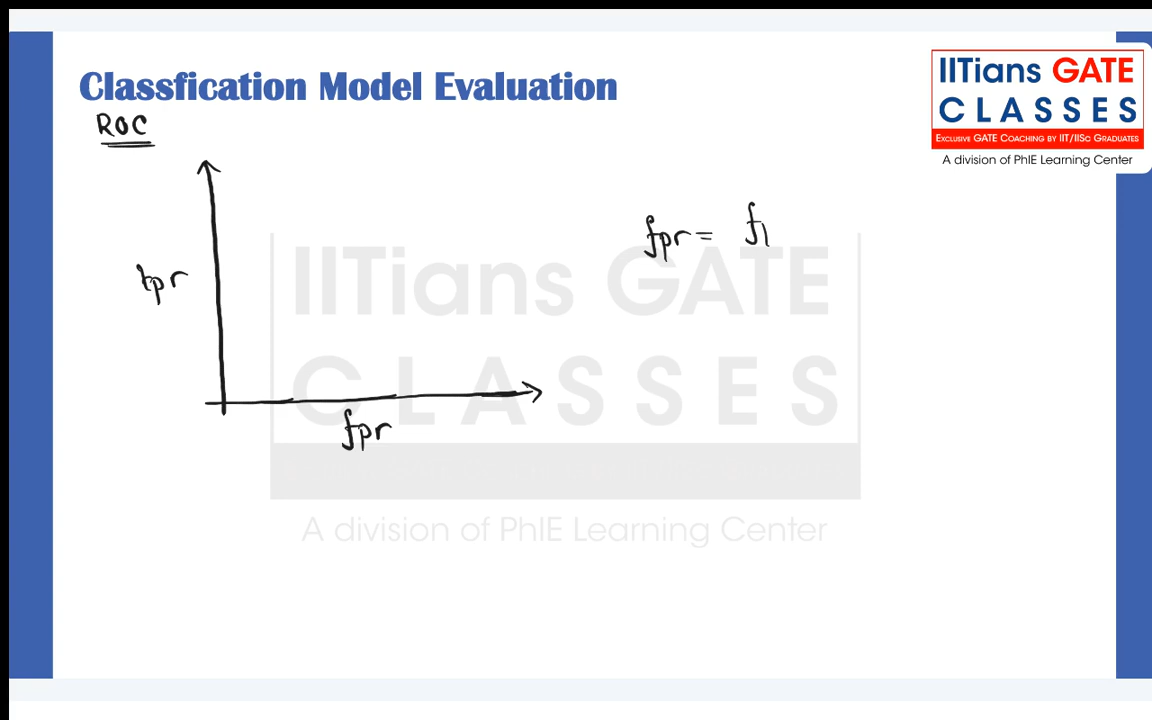 Classfication Model Evaluation
IITians GATE
CLASSES
EXCLUSIVE GATE COACHING BY IIT/IISc GRADUATES
A division of PhIE Learning Center
ROC
tpr
fpr
fpr =
IITians GATE
CLASSES
A division of PhIE Learning Center